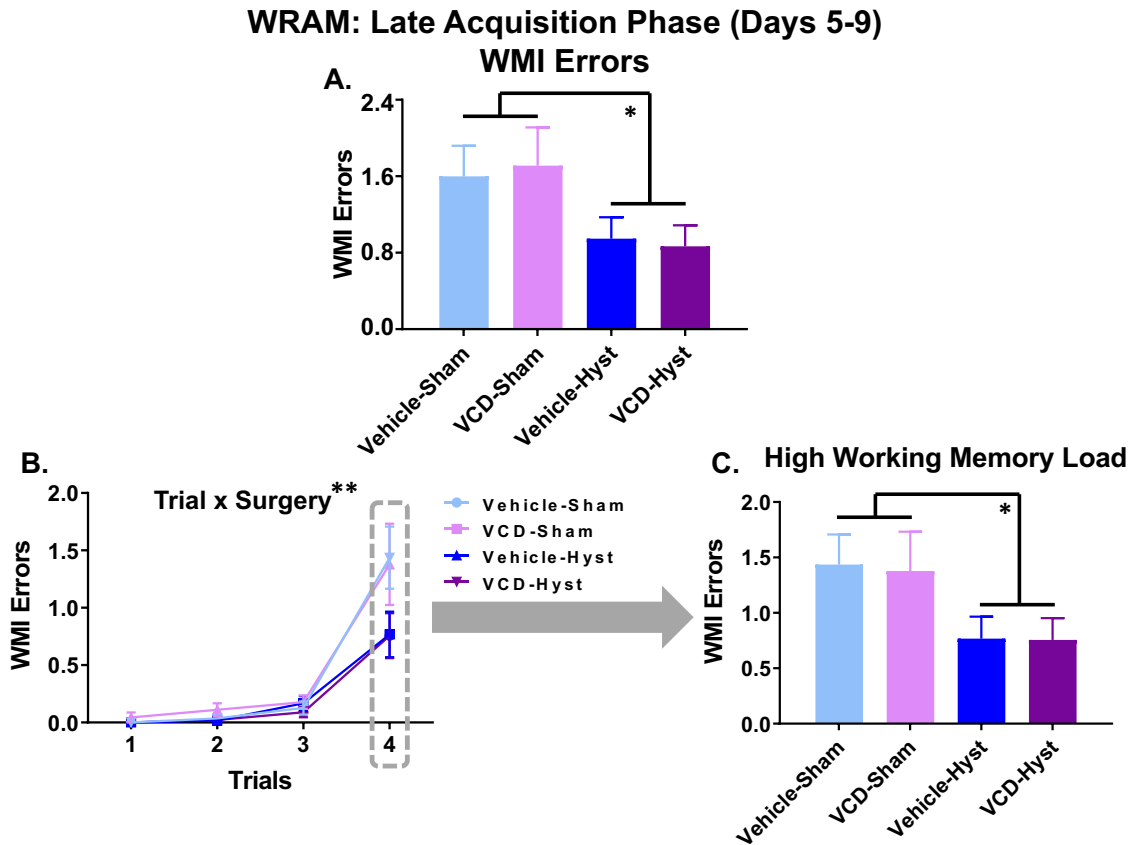 WRAM: Late Acquisition Phase (Days 5-9)
WMI Errors
A.
2.4
1.6
0.8
0.0
WMI Errors
*
Vehicle-Sham
VCD-Sham
Vehicle-Hyst
VCD-Hyst
B.
Trial x Surgery**
2.0
1.5
1.0
0.5
0.0
WMI Errors
1 2 3 4
Trials
Vehicle-Sham
VCD-Sham
Vehicle-Hyst
VCD-Hyst
C. High Working Memory Load
2.0
1.5
1.0
0.5
0.0
WMI Errors
*
Vehicle-Sham
VCD-Sham
Vehicle-Hyst
VCD-Hyst